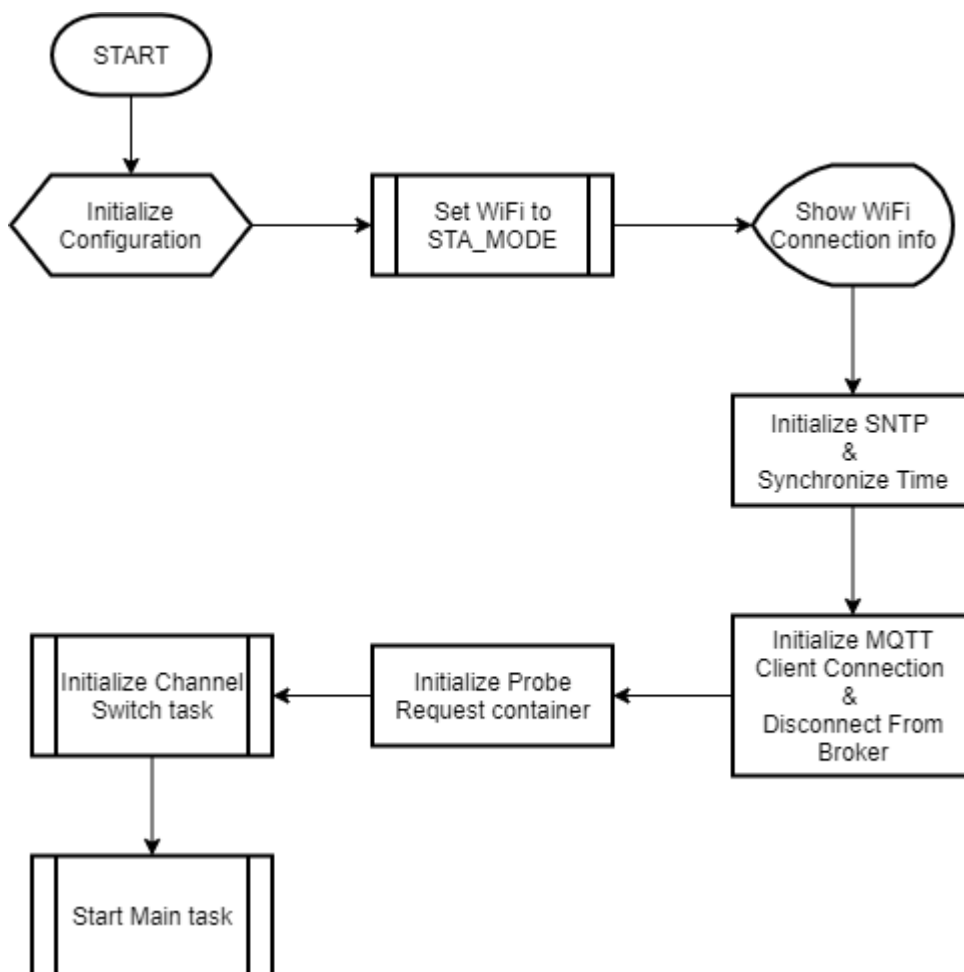 START
Initialize
Configuration
Set WiFi to
STA_MODE
Show WiFi
Connection info
Initialize SNTP
&
Synchronize Time
Initialize MQTT
Client Connection
&
Disconnect From
Broker
Initialize Probe
Request container
Initialize Channel
Switch task
Start Main task